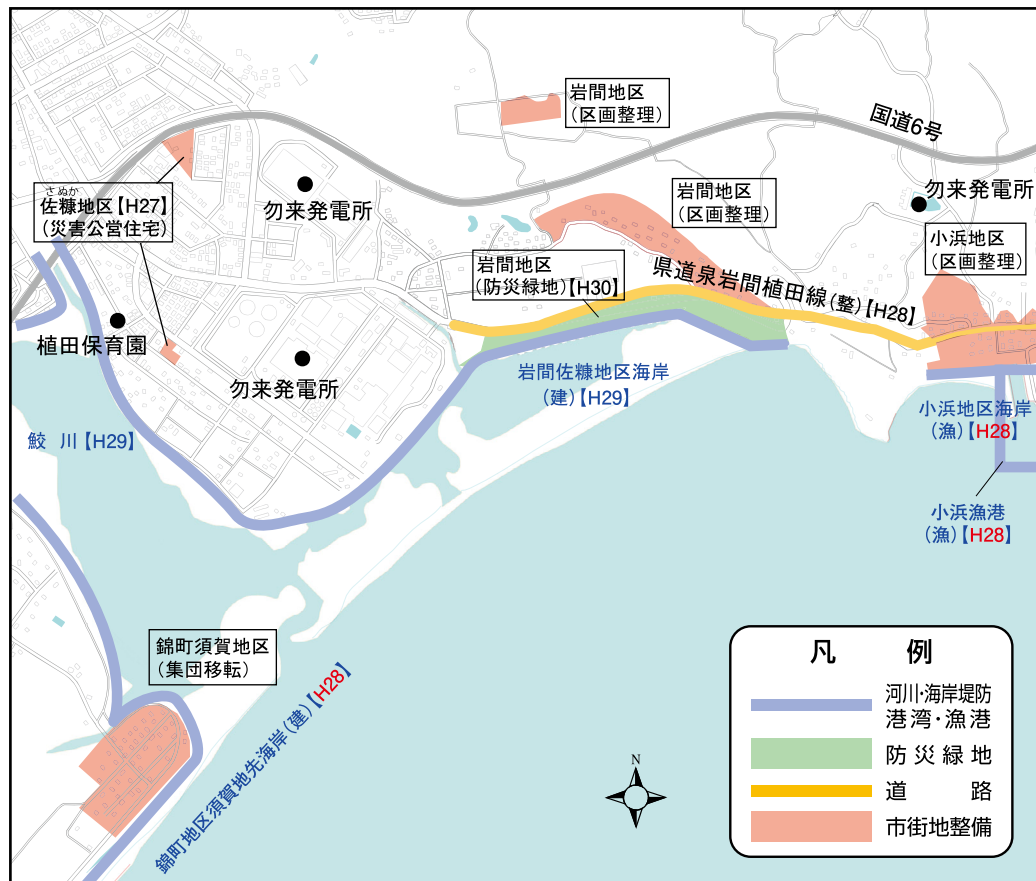 岩間地区
(区画整理)
国道6号
さぬか
佐糠地区【H27】
(災害公営住宅)
勿来発電所
岩間地区
(区画整理)
勿来発電所
小浜地区
(区画整理)
岩間地区
(防災緑地)【H30】
県道泉岩間植田線(整)【H28】
植田保育園
勿来発電所
岩間佐糠地区海岸
(建)【H29】
鮫 川【H29】
小浜地区海岸
(漁)【H28】
小浜漁港
(漁)【H28】
錦町須賀地区
(集団移転)
錦町地区須賀地先海岸(建)【H28】
N
凡 例
河川・海岸堤防
港湾・漁港
防災緑地
道 路
市街地整備